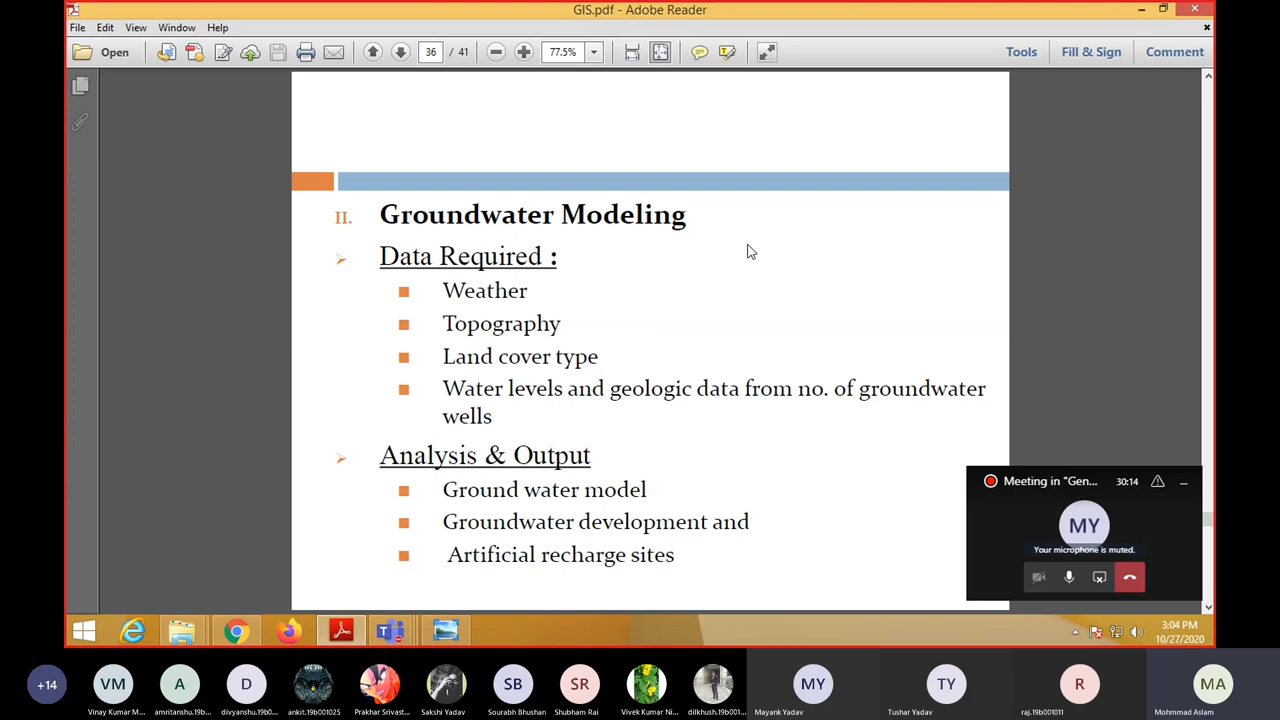 GIS.pdf - Adobe Reader
File Edit View Window Help
Open 36 / 41 77.5% Tools Fill & Sign Comment
II. Groundwater Modeling
Data Required :
Weather
Topography
Land cover type
Water levels and geologic data from no. of groundwater
wells
Analysis & Output
Ground water model
Groundwater development and
Artificial recharge sites
Meeting in "Gen... 30:14
MY
Your microphone is muted.
3:04 PM
10/27/2020
+14 VM A D SB SR MY TY R MA
Vinay Kumar M... amritanshu.19b... divyanshu.19b0... ankit.19b001025 Prakhar Srivast... Sakshi Yadav Sourabh Bhushan Shubham Rai Vivek Kumar Ni... dilkhush.19b001... Mayank Yadav Tushar Yadav raj.19b001011 Mohmmad Aslam